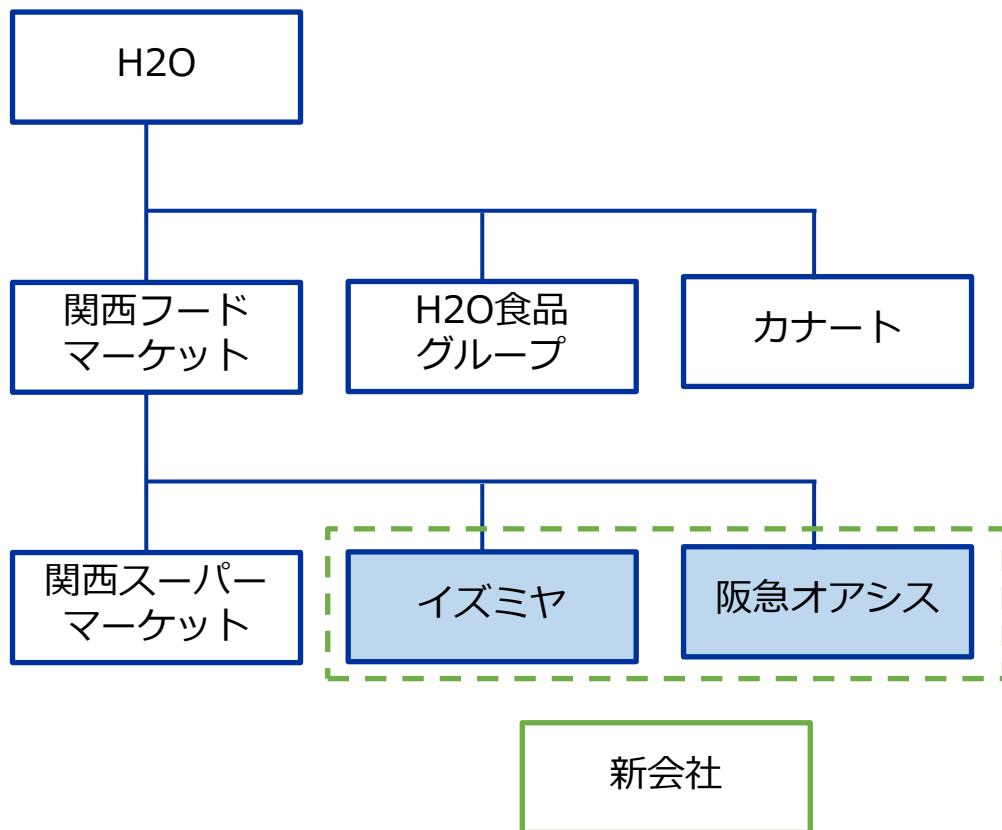 H2O
関西フード
マーケット
H2O食品
グループ
カナート
関西スーパー
マーケット
イズミヤ
阪急オアシス
新会社